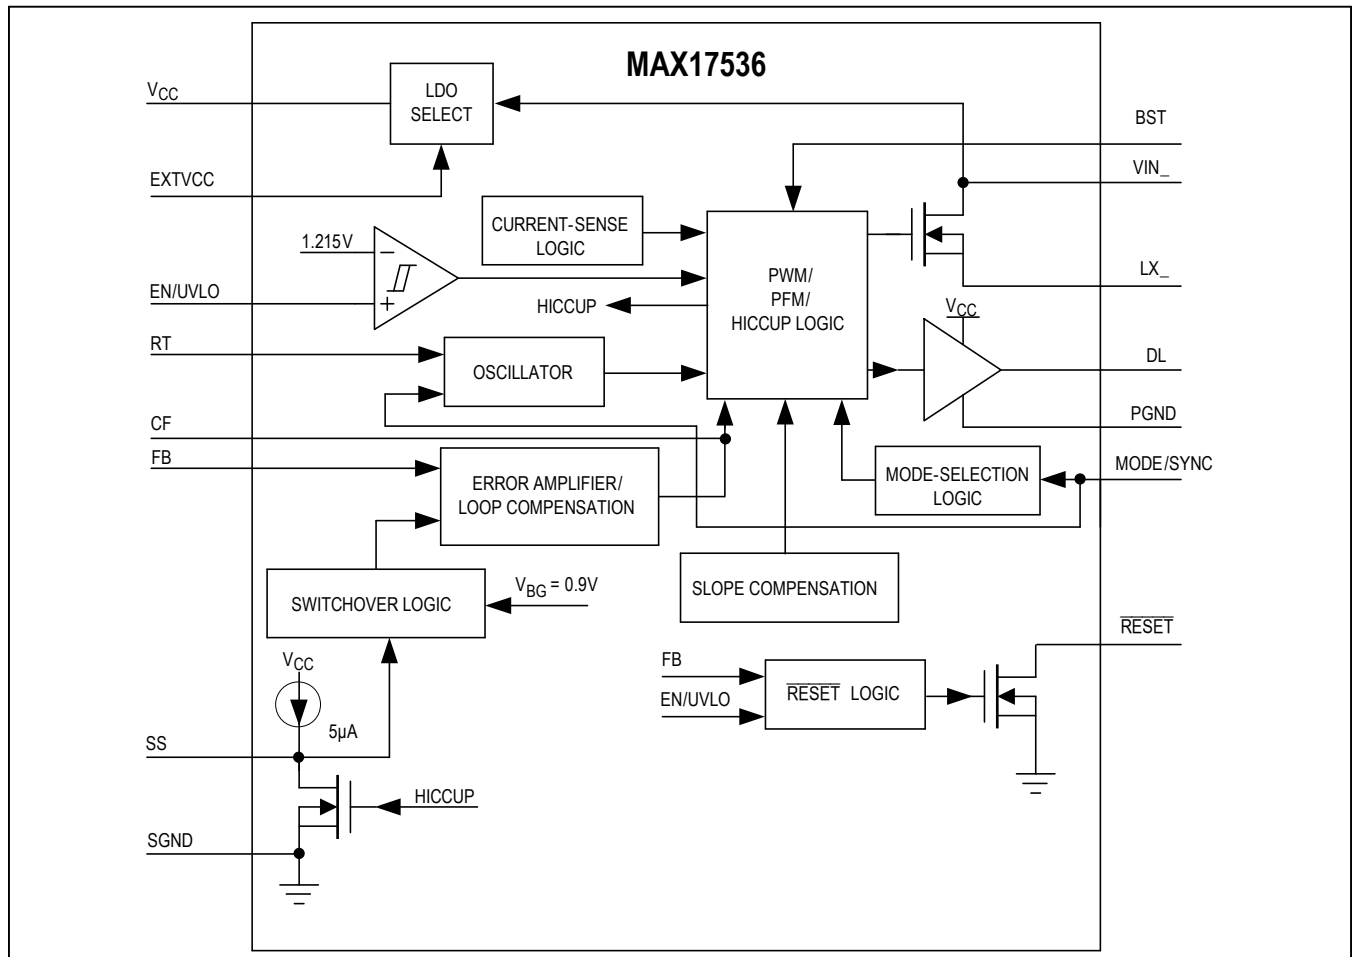 MAX17536
VCC
LDO
SELECT
BST
VIN_
EXTVCC
CURRENT-SENSE
LOGIC
1.215V
−
EN/UVLO
+
HICCUP
PWM/
PFM/
HICCUP LOGIC
LX_
VCC
RT
OSCILLATOR
DL
CF
PGND
FB
ERROR AMPLIFIER/
LOOP COMPENSATION
MODE-SELECTION
LOGIC
MODE/SYNC
SWITCHOVER LOGIC
VBG = 0.9V
SLOPE COMPENSATION
RESET
VCC
5µA
FB
EN/UVLO
RESET LOGIC
SS
HICCUP
SGND